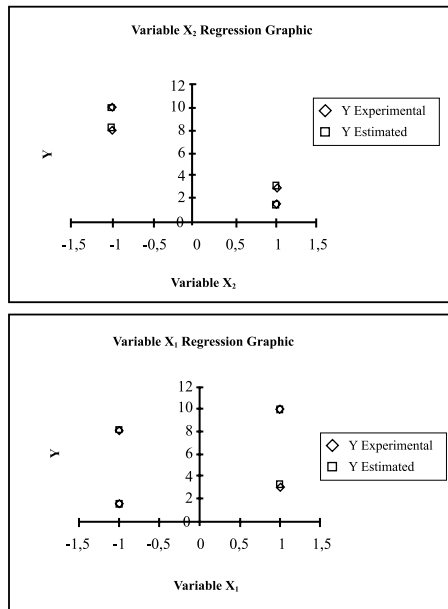 Variable X₂ Regression Graphic
12
10
8
6
4
2
0
Y
-1,5 -1 -0,5 0 0,5 1 1,5
Variable X₂
Y Experimental
Y Estimated
Variable X₁ Regression Graphic
12
10
8
6
4
2
0
Y
-1,5 -1 -0,5 0 0,5 1 1,5
Variable X₁
Y Experimental
Y Estimated